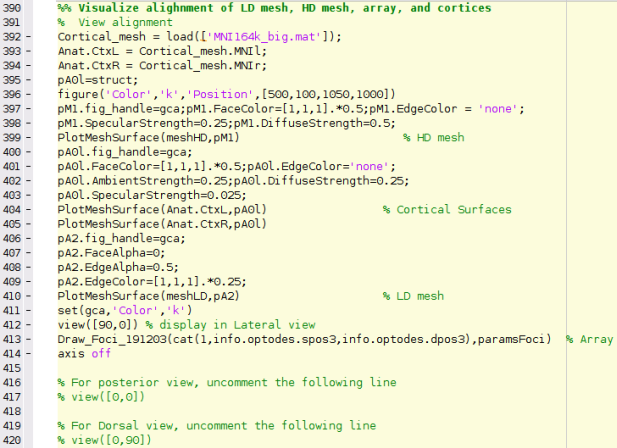 390 %% Visualize alighnment of LD mesh, HD mesh, array, and cortices
391 % View alignment
392 - Cortical_mesh = load(['MNI164k_big.mat']);
393 - Anat.CtxL = Cortical_mesh.MNIl;
394 - Anat.CtxR = Cortical_mesh.MNIr;
395 - pA0l=struct;
396 - figure('Color','k','Position',[500,100,1050,1000])
397 - pM1.fig_handle=gca;pM1.FaceColor=[1,1,1].*0.5;pM1.EdgeColor = 'none';
398 - pM1.SpecularStrength=0.25;pM1.DiffuseStrength=0.5;
399 - PlotMeshSurface(meshHD,pM1) % HD mesh
400 - pA0l.fig_handle=gca;
401 - pA0l.FaceColor=[1,1,1].*0.5;pA0l.EdgeColor='none';
402 - pA0l.AmbientStrength=0.25;pA0l.DiffuseStrength=0.25;
403 - pA0l.SpecularStrength=0.025;
404 - PlotMeshSurface(Anat.CtxL,pA0l) % Cortical Surfaces
405 - PlotMeshSurface(Anat.CtxR,pA0l)
406 - pA2.fig_handle=gca;
407 - pA2.FaceAlpha=0;
408 - pA2.EdgeAlpha=0.5;
409 - pA2.EdgeColor=[1,1,1].*0.25;
410 - PlotMeshSurface(meshLD,pA2) % LD mesh
411 - set(gca,'Color','k')
412 - view([90,0]) % display in Lateral view
413 - Draw_Foci_191203(cat(1,info.optodes.spos3,info.optodes.dpos3),paramsFoci) % Array
414 - axis off
415
416 % For posterior view, uncomment the following line
417 % view([0,0])
418
419 % For Dorsal view, uncomment the following line
420 % view([0,90])